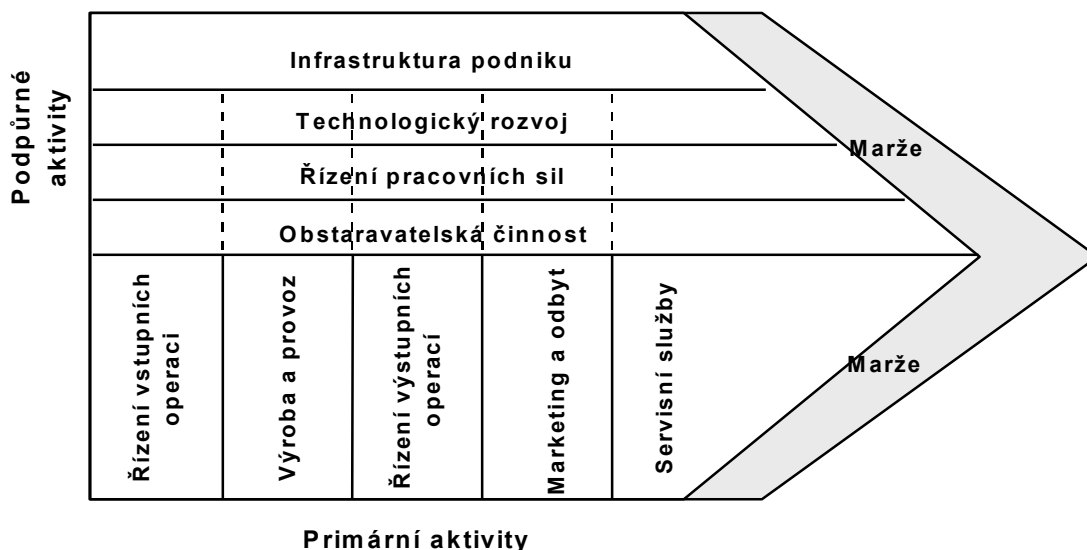 Podpůrné
aktivity
Infrastruktura podniku
Technologický rozvoj
Marže
Řízení pracovních sil
Obstaravatelská činnost
Řízení vstupních
operaci
Výroba a provoz
Řízení výstupních
operací
Marketing a odbyt
Servisní služby
Marže
Primární aktivity